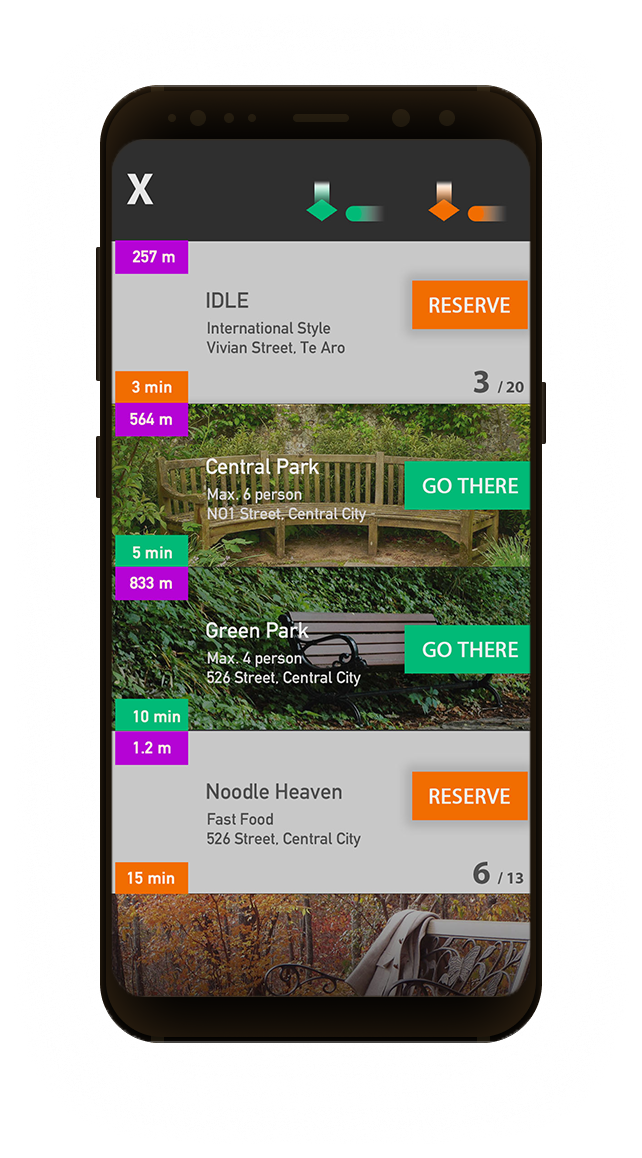 X
257 m
IDLE
RESERVE
International Style
Vivian Street, Te Aro
3 min
3 / 20
564 m
Central Park
GO THERE
Max. 6 person
NO1 Street, Central City
5 min
833 m
Green Park
GO THERE
Max. 4 person
526 Street, Central City
10 min
1.2 m
Noodle Heaven
RESERVE
Fast Food
526 Street, Central City
15 min
6 / 13